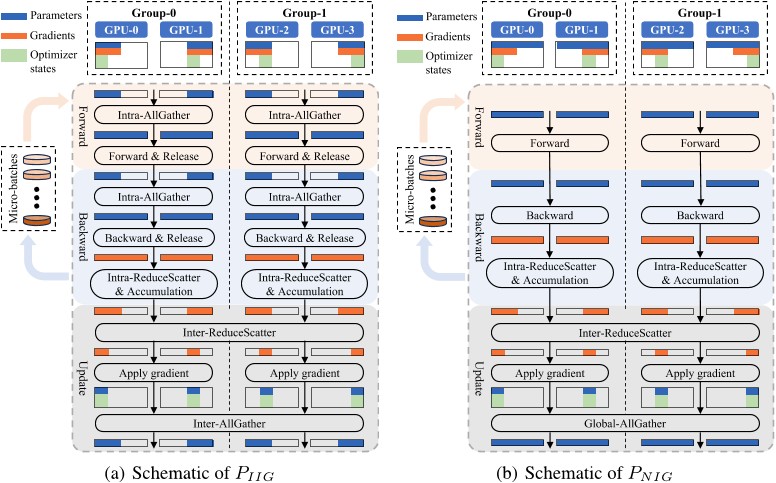 Parameters
Gradients
Optimizer
states
Group-0
GPU-0 GPU-1
Group-1
GPU-2 GPU-3
Micro-batches
Forward
Intra-AllGather Intra-AllGather
Forward & Release Forward & Release
Backward
Intra-AllGather Intra-AllGather
Backward & Release Backward & Release
Intra-ReduceScatter Intra-ReduceScatter
& Accumulation & Accumulation
Update
Inter-ReduceScatter
Apply gradient Apply gradient
Inter-AllGather
(a) Schematic of P_{IIG}
Parameters
Gradients
Optimizer
states
Group-0
GPU-0 GPU-1
Group-1
GPU-2 GPU-3
Micro-batches
Forward
Forward Forward
Backward
Backward Backward
Intra-ReduceScatter Intra-ReduceScatter
& Accumulation & Accumulation
Update
Inter-ReduceScatter
Apply gradient Apply gradient
Global-AllGather
(b) Schematic of P_{NIG}